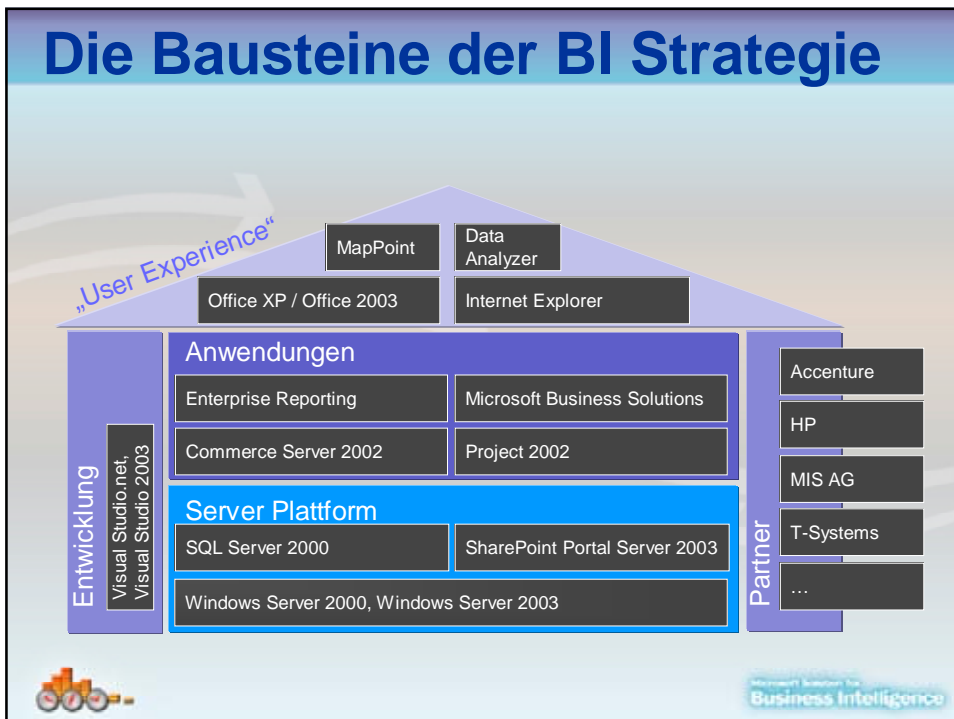 Die Bausteine der BI Strategie
„User Experience“
MapPoint
Data
Analyzer
Office XP / Office 2003
Internet Explorer
Entwicklung
Visual Studio.net,
Visual Studio 2003
Anwendungen
Enterprise Reporting
Microsoft Business Solutions
Commerce Server 2002
Project 2002
Server Plattform
SQL Server 2000
SharePoint Portal Server 2003
Windows Server 2000, Windows Server 2003
Partner
Accenture
HP
MIS AG
T-Systems
…
Microsoft Solution for
Business Intelligence